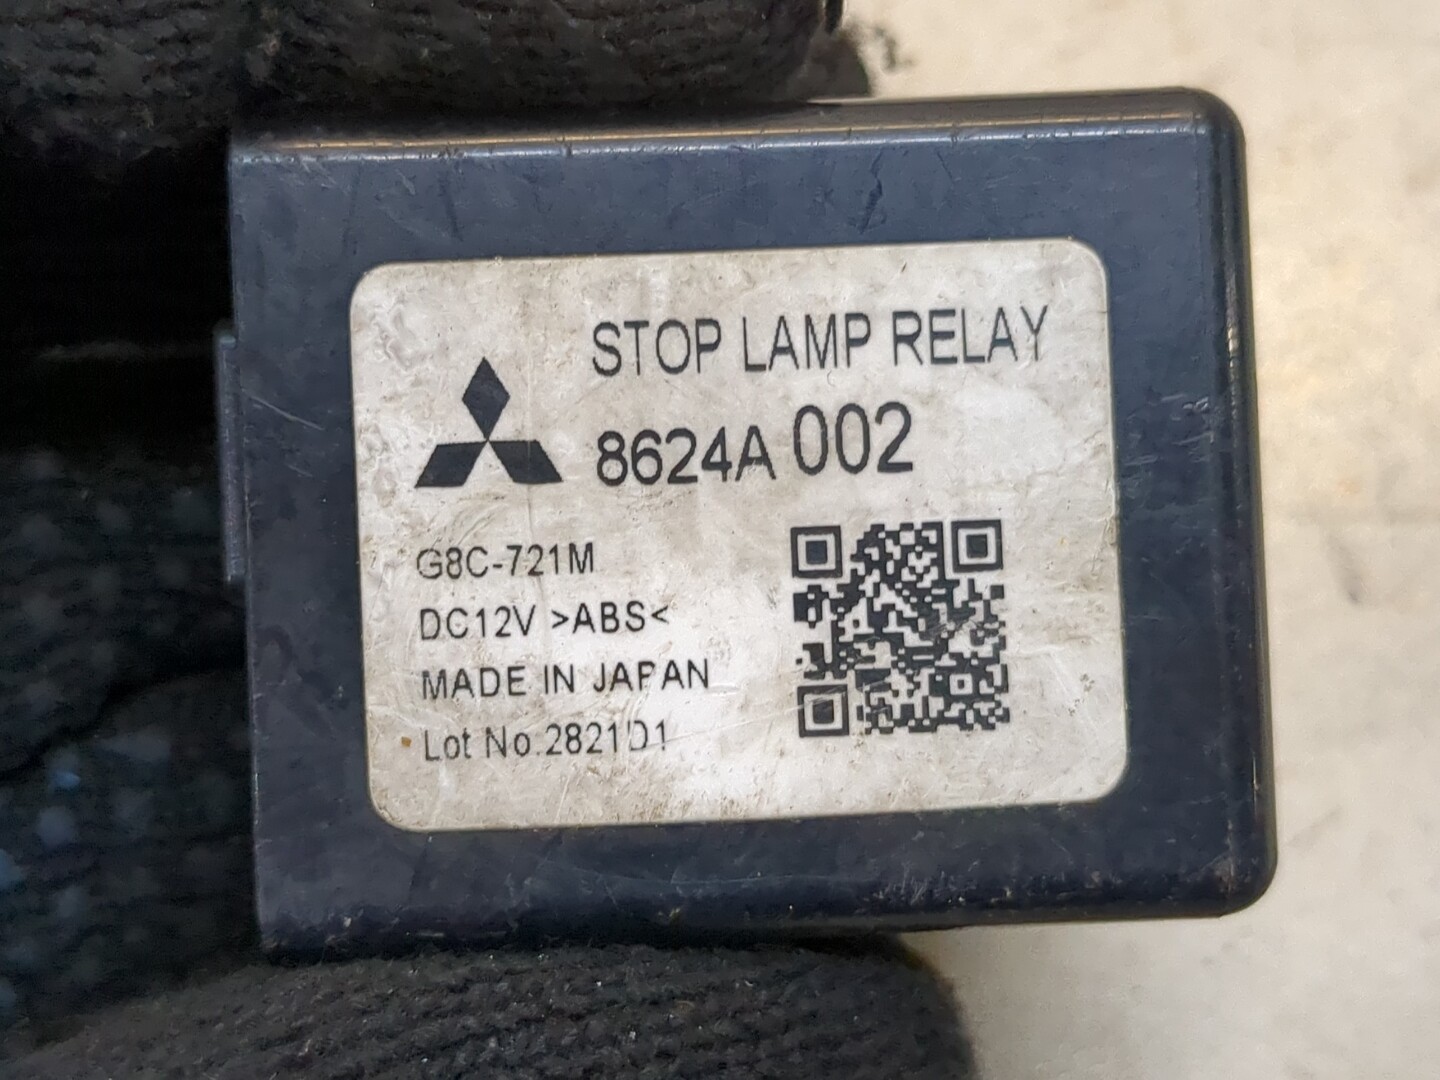 STOP LAMP RELAY
8624A 002
G8C-721M
DC12V >ABS<
MADE IN JAPAN
Lot No.2821D1